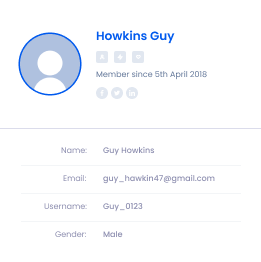 Howkins Guy
Member since 5th April 2018
Name: Guy Howkins
Email: guy_hawkin47@gmail.com
Username: Guy_0123
Gender: Male